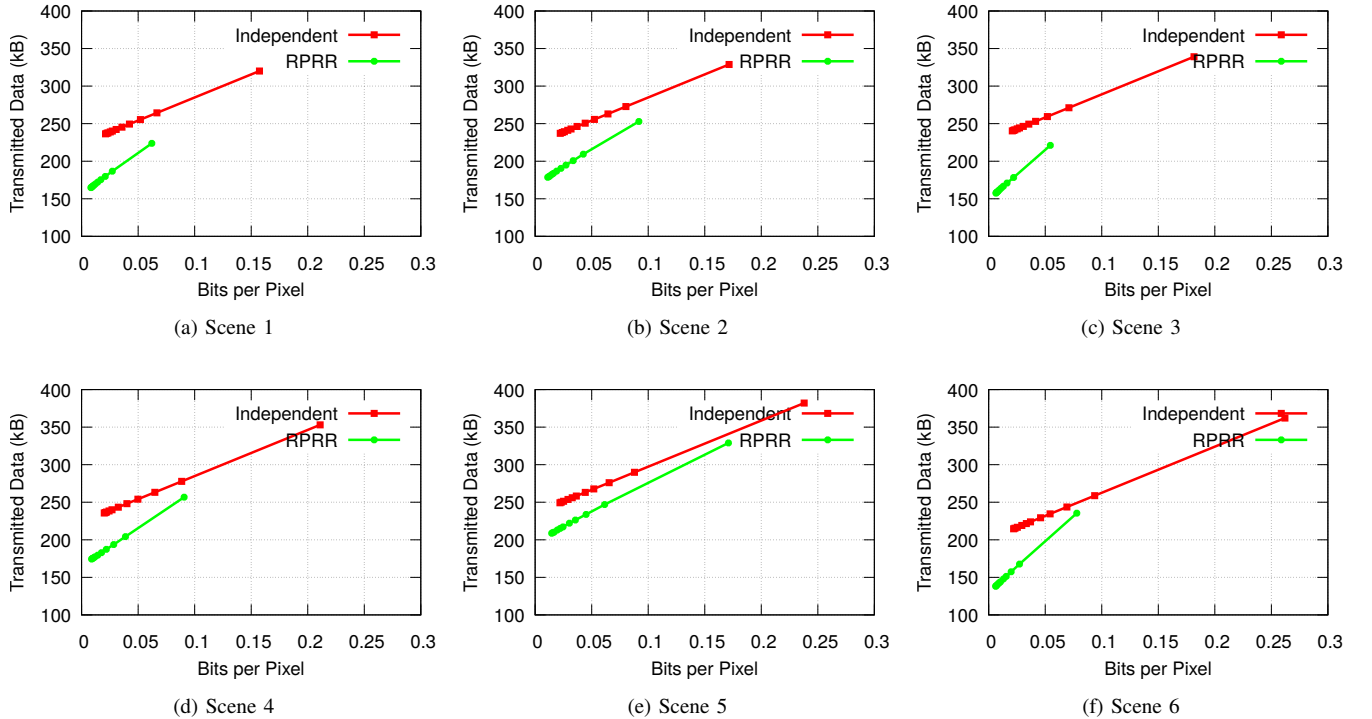 400
350
300
250
200
150
100
Transmitted Data (kB)
Independent
RPRR
0 0.05 0.1 0.15 0.2 0.25 0.3
Bits per Pixel
(a) Scene 1
400
350
300
250
200
150
100
Transmitted Data (kB)
Independent
RPRR
0 0.05 0.1 0.15 0.2 0.25 0.3
Bits per Pixel
(b) Scene 2
400
350
300
250
200
150
100
Transmitted Data (kB)
Independent
RPRR
0 0.05 0.1 0.15 0.2 0.25 0.3
Bits per Pixel
(c) Scene 3
400
350
300
250
200
150
100
Transmitted Data (kB)
Independent
RPRR
0 0.05 0.1 0.15 0.2 0.25 0.3
Bits per Pixel
(d) Scene 4
400
350
300
250
200
150
100
Transmitted Data (kB)
Independent
RPRR
0 0.05 0.1 0.15 0.2 0.25 0.3
Bits per Pixel
(e) Scene 5
400
350
300
250
200
150
100
Transmitted Data (kB)
Independent
RPRR
0 0.05 0.1 0.15 0.2 0.25 0.3
Bits per Pixel
(f) Scene 6